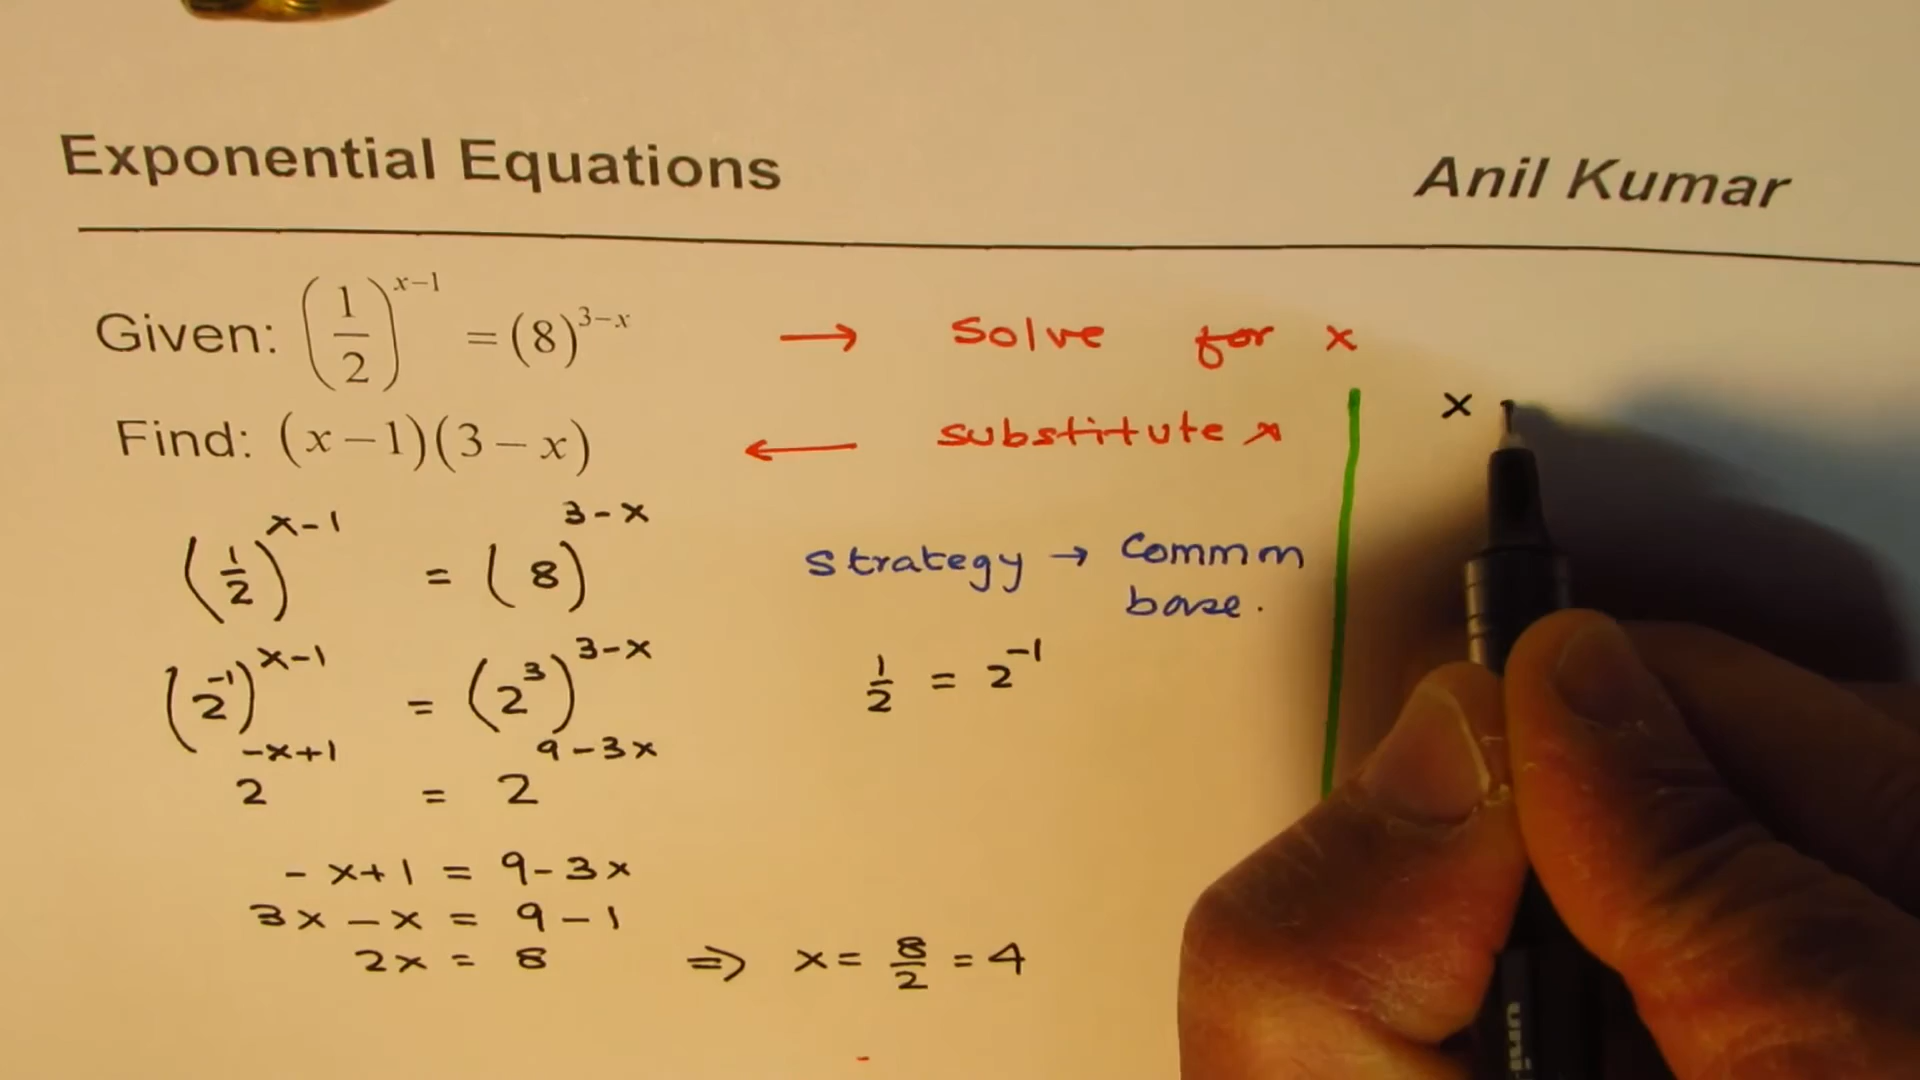 Exponential Equations
Anil Kumar
Given: (1/2)^(x-1) = (8)^(3-x) → Solve for x
Find: (x-1)(3-x) ← substitute x
x
(1/2)^(x-1) = (8)^(3-x)
strategy → common
base.
(2^-1)^(x-1) = (2^3)^(3-x)
1/2 = 2^-1
2^(-x+1) = 2^(9-3x)
-x+1 = 9-3x
3x-x = 9-1
2x = 8 ⇒ x = 8/2 = 4
uni